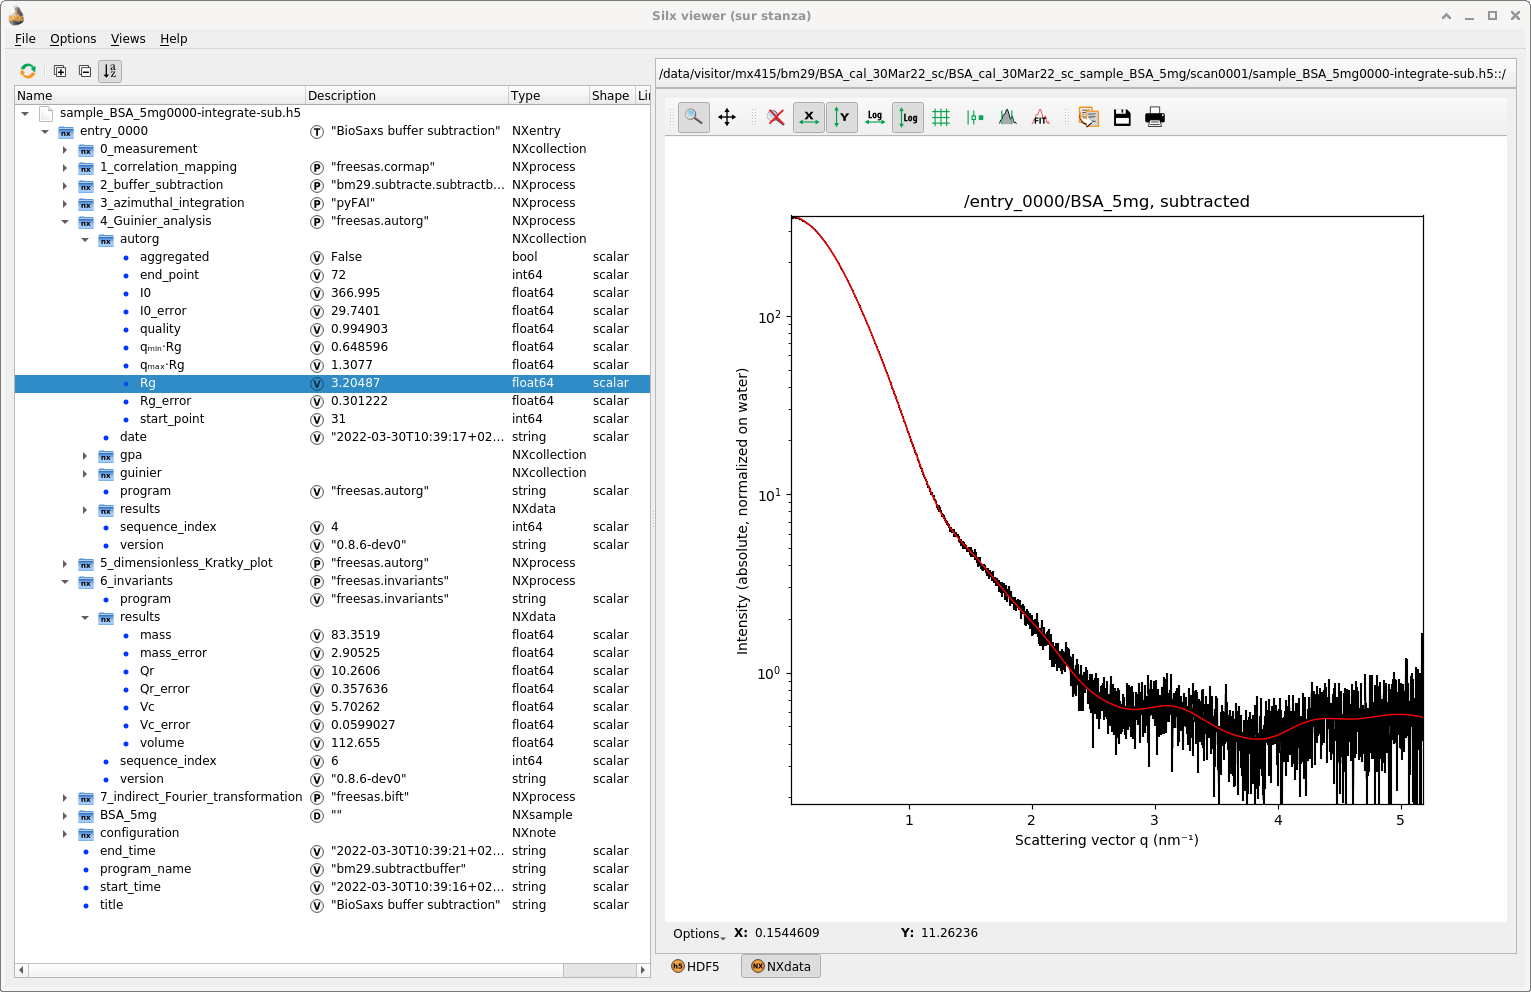 Silx viewer (sur stanza)
File Options Views Help
Name Description Type Shape Lin
sample_BSA_5mg0000-integrate-sub.h5
entry_0000 "BioSaxs buffer subtraction" NXentry
0_measurement NXcollection
1_correlation_mapping "freesas.cormap" NXprocess
2_buffer_subtraction "bm29.subtracte.subtractb... NXprocess
3_azimuthal_integration "pyFAI" NXprocess
4_Guinier_analysis "freesas.autorg" NXprocess
autorg NXcollection
aggregated False bool scalar
end_point 72 int64 scalar
I0 366.995 float64 scalar
I0_error 29.7401 float64 scalar
quality 0.994903 float64 scalar
qₘᵢₙ·Rg 0.648596 float64 scalar
qₘₐₓ·Rg 1.3077 float64 scalar
Rg 3.20487 float64 scalar
Rg_error 0.301222 float64 scalar
start_point 31 int64 scalar
date "2022-03-30T10:39:17+02... string scalar
gpa NXcollection
guinier NXcollection
program "freesas.autorg" string scalar
results NXdata
sequence_index 4 int64 scalar
version "0.8.6-dev0" string scalar
5_dimensionless_Kratky_plot "freesas.autorg" NXprocess
6_invariants "freesas.invariants" NXprocess
program "freesas.invariants" string scalar
results NXdata
mass 83.3519 float64 scalar
mass_error 2.90525 float64 scalar
Qr 10.2606 float64 scalar
Qr_error 0.357636 float64 scalar
Vc 5.70262 float64 scalar
Vc_error 0.0599027 float64 scalar
volume 112.655 float64 scalar
sequence_index 6 int64 scalar
version "0.8.6-dev0" string scalar
7_indirect_Fourier_transformation "freesas.bift" NXprocess
BSA_5mg "" NXsample
configuration NXnote
end_time "2022-03-30T10:39:21+02... string scalar
program_name "bm29.subtractbuffer" string scalar
start_time "2022-03-30T10:39:16+02... string scalar
title "BioSaxs buffer subtraction" string scalar
/data/visitor/mx415/bm29/BSA_cal_30Mar22_sc/BSA_cal_30Mar22_sc_sample_BSA_5mg/scan0001/sample_BSA_5mg0000-integrate-sub.h5::/
X Y Log Log FIT
/entry_0000/BSA_5mg, subtracted
Intensity (absolute, normalized on water)
10²
10¹
10⁰
1 2 3 4 5
Scattering vector q (nm⁻¹)
Options X: 0.1544609 Y: 11.26236
h5 HDF5 NX NXdata